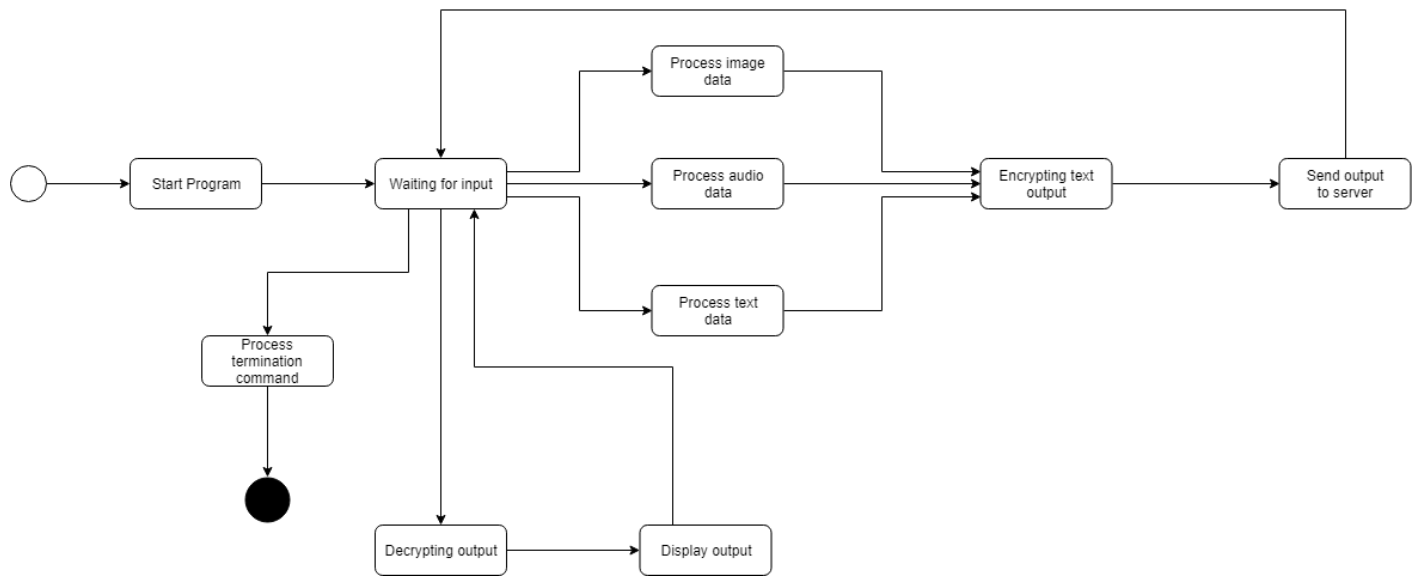 Process image
data
Start Program
Waiting for input
Process audio
data
Encrypting text
output
Send output
to server
Process text
data
Process
termination
command
Decrypting output
Display output